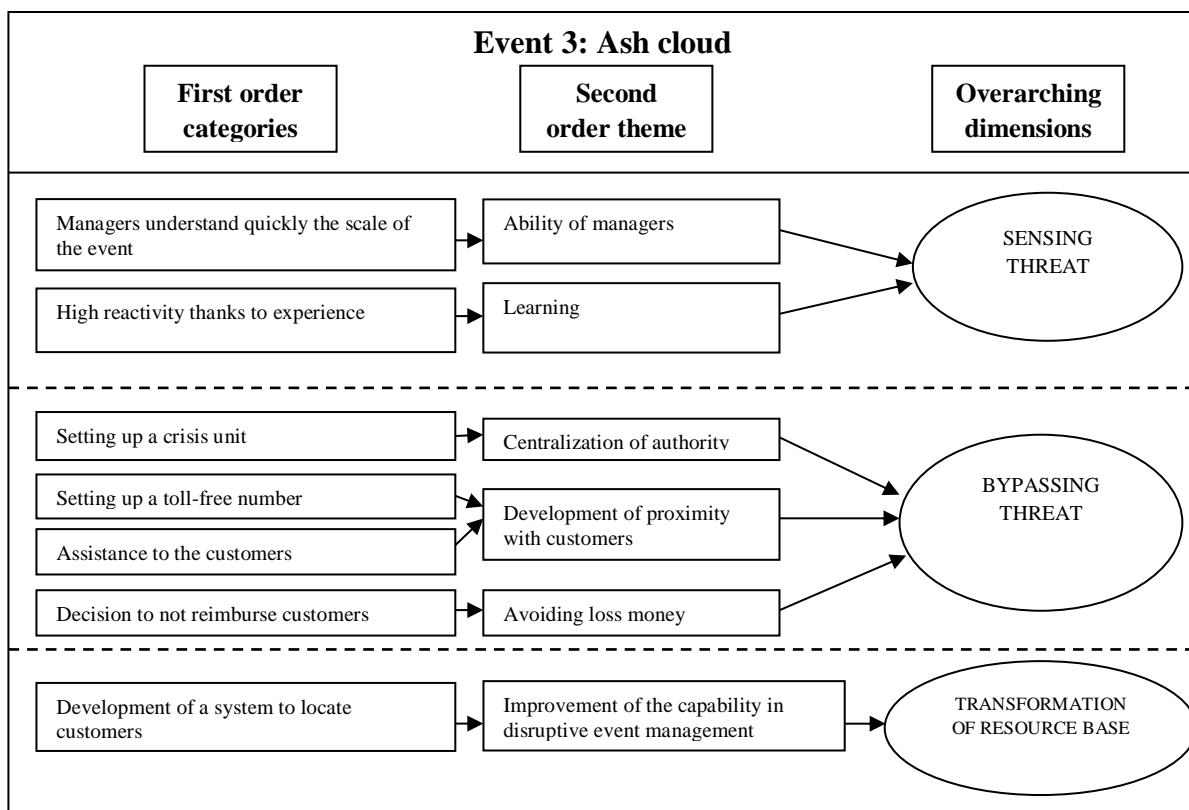 Event 3: Ash cloud
First order
categories
Second
order theme
Overarching
dimensions
Managers understand quickly the scale of
the event
Ability of managers
SENSING
THREAT
High reactivity thanks to experience
Learning
Setting up a crisis unit
Centralization of authority
Setting up a toll-free number
Development of proximity
with customers
BYPASSING
THREAT
Assistance to the customers
Decision to not reimburse customers
Avoiding loss money
Development of a system to locate
customers
Improvement of the capability in
disruptive event management
TRANSFORMATION
OF RESOURCE BASE